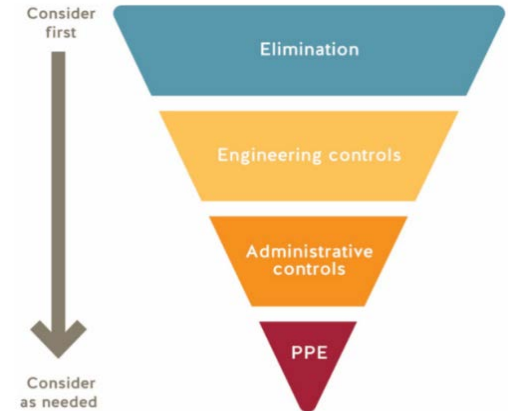 Consider
first
Elimination
Engineering controls
Administrative
controls
PPE
Consider
as needed